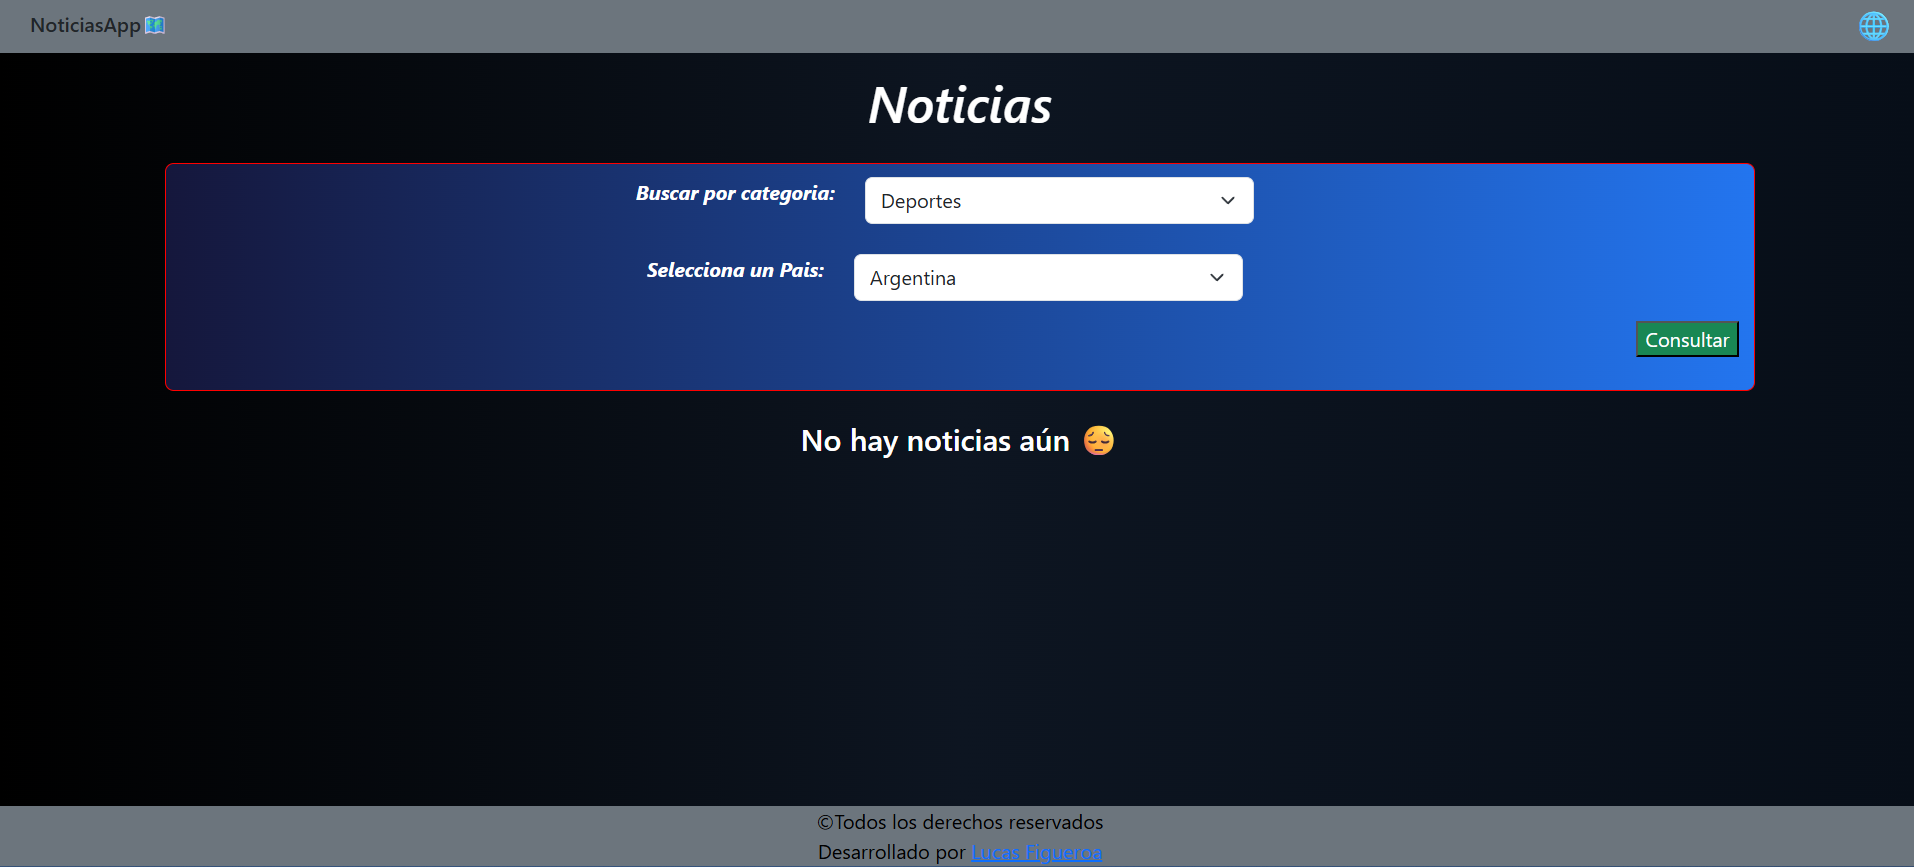 NoticiasApp
Noticias
Buscar por categoria:
Deportes
Selecciona un Pais:
Argentina
Consultar
No hay noticias aún 😔
©Todos los derechos reservados
Desarrollado por Lucas Figueroa